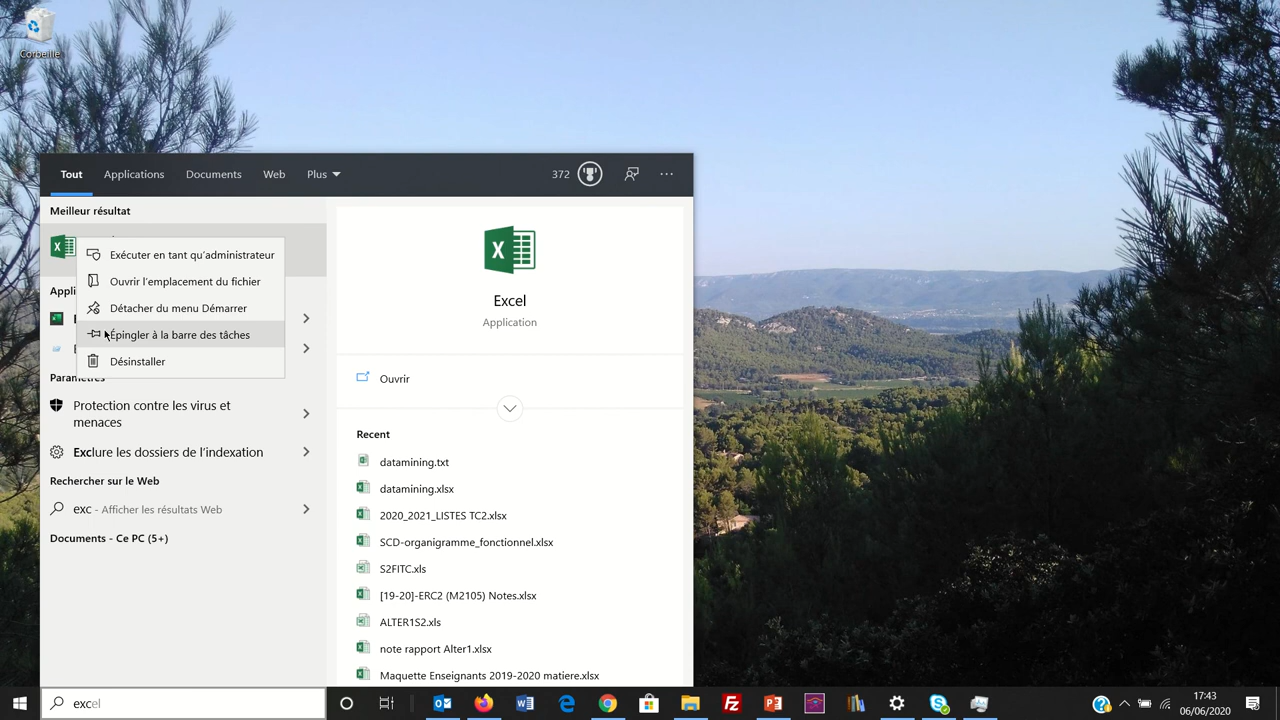 Corbeille
Tout Applications Documents Web Plus 372
Meilleur résultat
Exécuter en tant qu'administrateur
Ouvrir l'emplacement du fichier
Détacher du menu Démarrer
Épingler à la barre des tâches
Désinstaller
Appli
Paramètres
Protection contre les virus et
menaces
Exclure les dossiers de l'indexation
Rechercher sur le Web
exc - Afficher les résultats Web
Documents - Ce PC (5+)
Excel
Application
Ouvrir
Recent
datamining.txt
datamining.xlsx
2020_2021_LISTES TC2.xlsx
SCD-organigramme_fonctionnel.xlsx
S2FITC.xls
[19-20]-ERC2 (M2105) Notes.xlsx
ALTER1S2.xls
note rapport Alter1.xlsx
Maquette Enseignants 2019-2020 matiere.xlsx
excel
17:43
06/06/2020